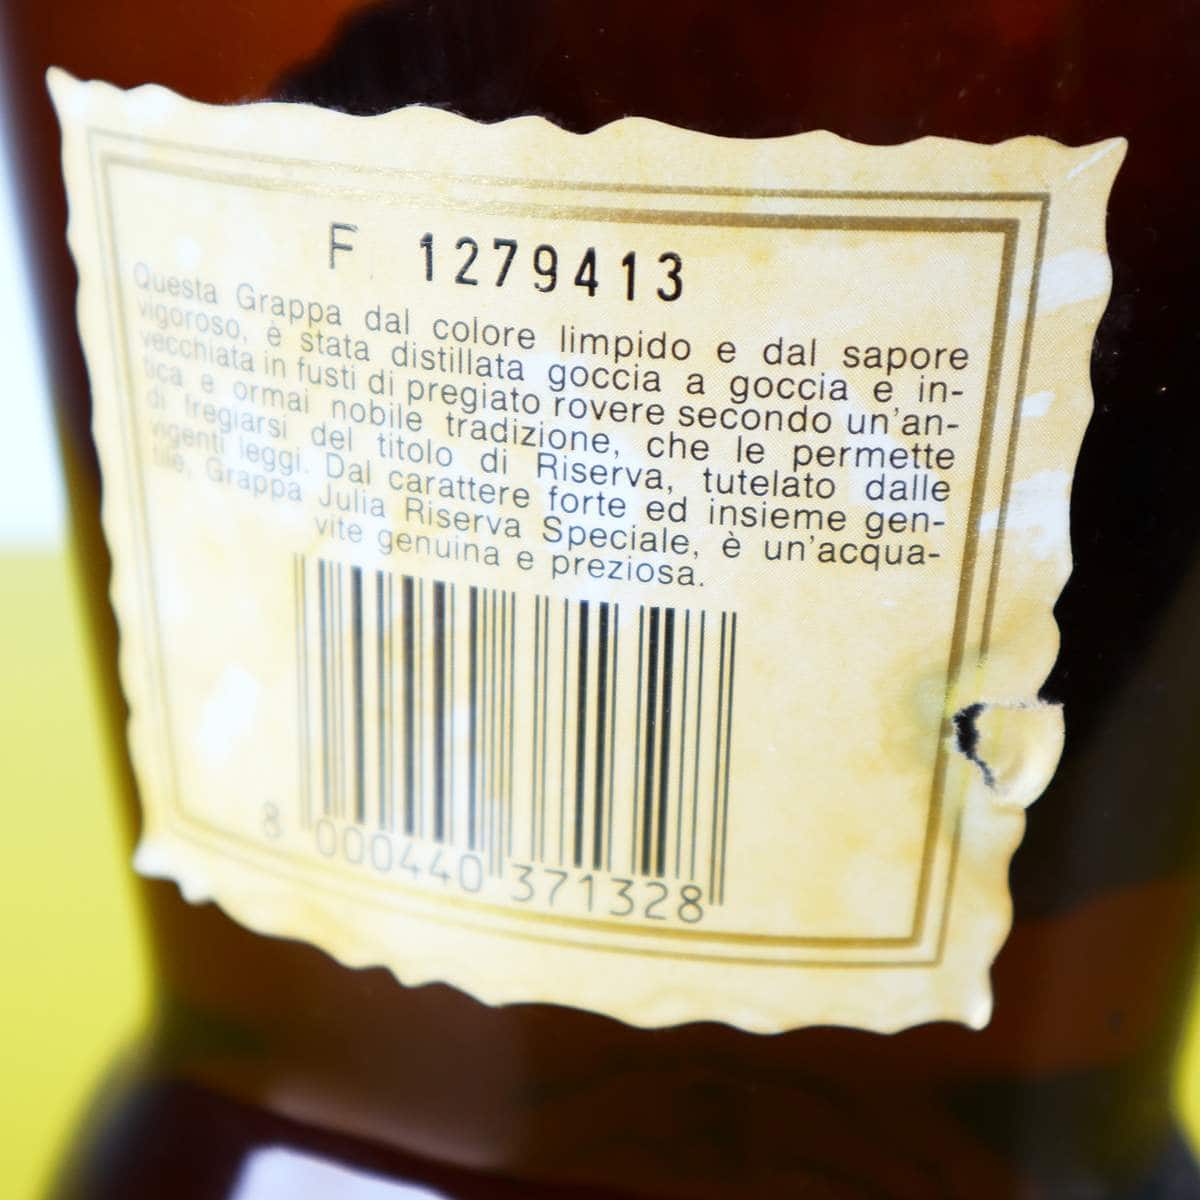 F 1279413
Questa Grappa dal colore limpido e dal sapore
vigoroso, è stata distillata goccia a goccia e in-
vecchiata in fusti di pregiato rovere secondo un'an-
tica e ormai nobile tradizione, che le permette
di fregiarsi del titolo di Riserva, tutelato dalle
vigenti leggi. Dal carattere forte ed insieme gen-
tile, Grappa Julia Riserva Speciale, è un'acqua-
vite genuina e preziosa.
8 000440 371328